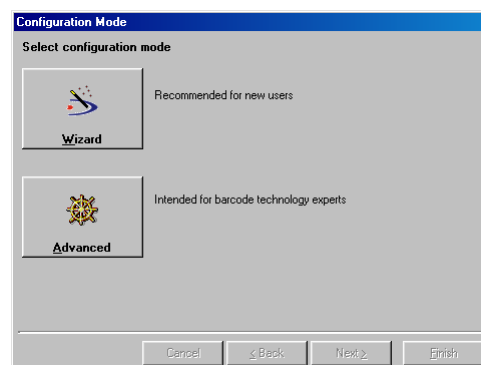 Configuration Mode
Select configuration mode
Recommended for new users
Wizard
Intended for barcode technology experts
Advanced
Cancel
< Back
Next >
Finish